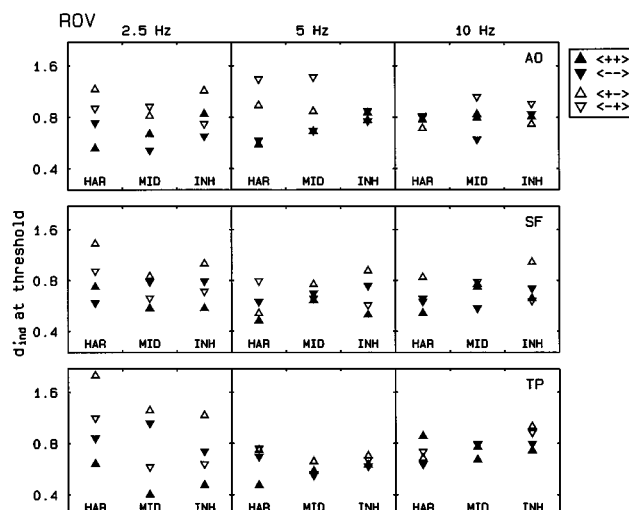 ROV
2.5 Hz 5 Hz 10 Hz
AO
<++>
<-->
<+->
<-+>
1.6
0.8
0.4
HAR MID INH HAR MID INH HAR MID INH
SF
1.6
0.8
0.4
HAR MID INH HAR MID INH HAR MID INH
TP
1.6
0.8
0.4
HAR MID INH HAR MID INH HAR MID INH
d'ind at threshold